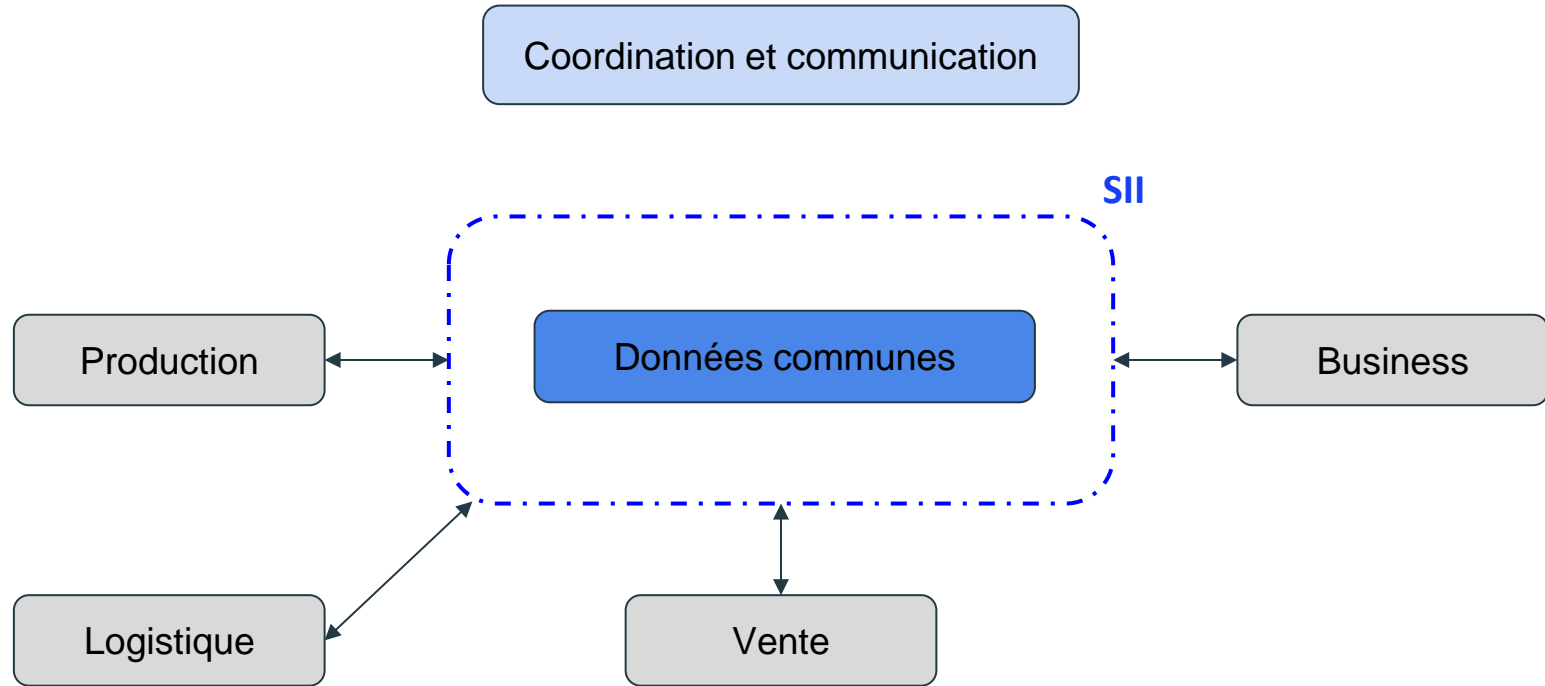 Coordination et communication
SII
Production
Données communes
Business
Logistique
Vente